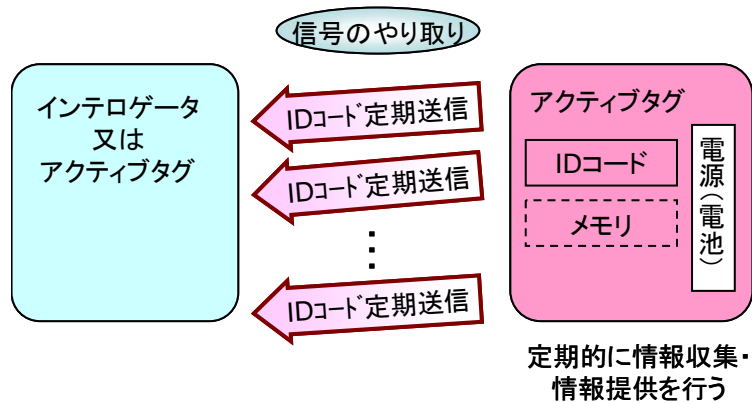 信号のやり取り
インテロゲータ
又は
アクティブタグ
IDコード定期送信
IDコード定期送信
IDコード定期送信
アクティブタグ
IDコード
メモリ
電源(電池)
定期的に情報収集・
情報提供を行う